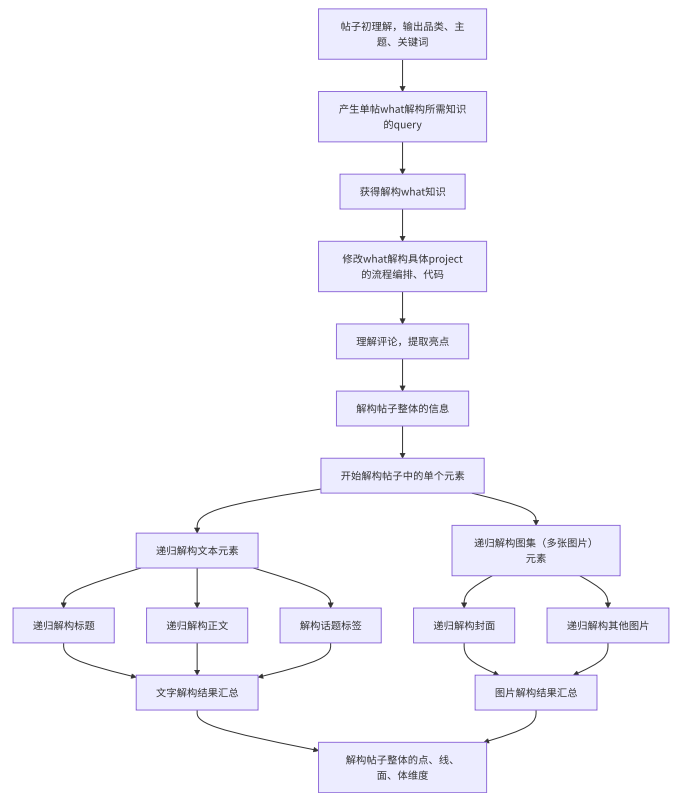 帖子初理解，输出品类、主
题、关键词
产生单帖what解构所需知识
的query
获得解构what知识
修改what解构具体project
的流程编排、代码
理解评论，提取亮点
解构帖子整体的信息
开始解构帖子中的单个元素
递归解构文本元素
递归解构图集（多张图片）
元素
递归解构标题
递归解构正文
解构话题标签
递归解构封面
递归解构其他图片
文字解构结果汇总
图片解构结果汇总
解构帖子整体的点、线、
面、体维度